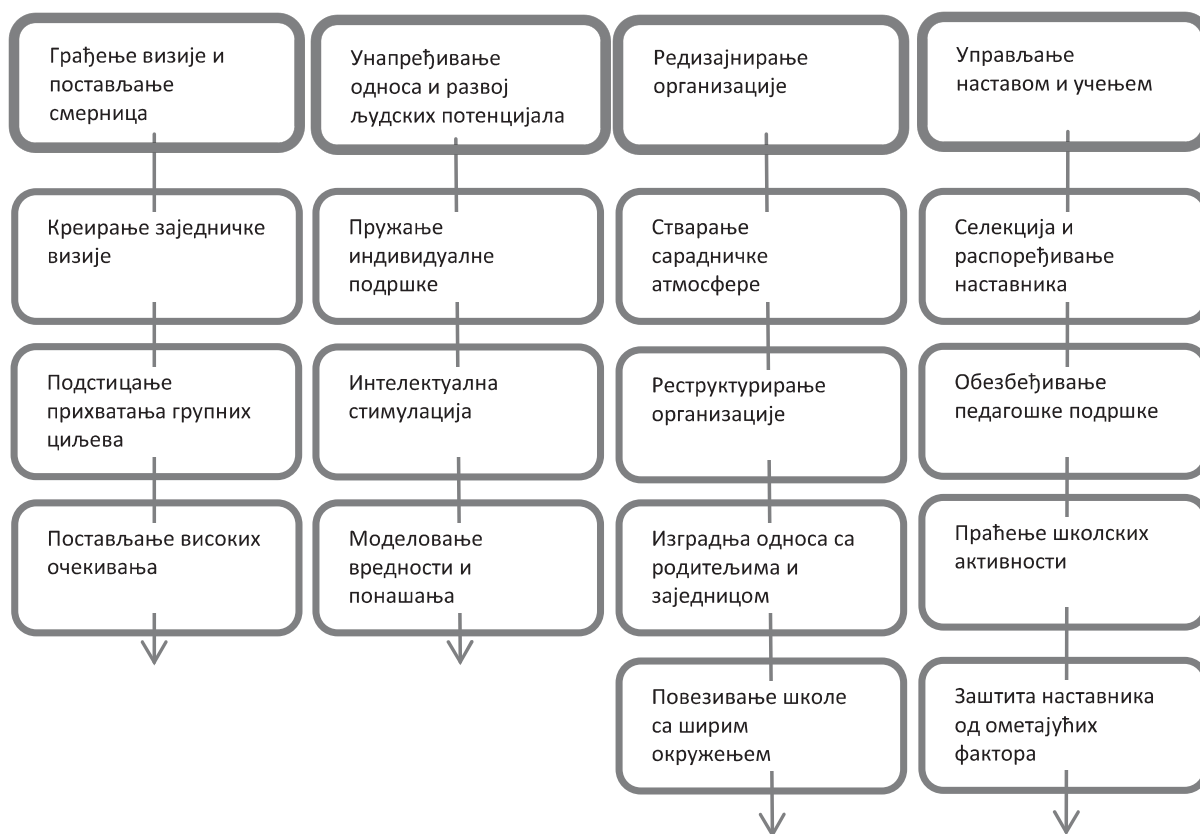 Грађење визије и
постављање
смерница
Унапређивање
односа и развој
људских потенцијала
Редизајнирање
организације
Управљање
наставом и учењем
Креирање заједничке
визије
Пружање
индивидуалне
подршке
Стварање
сарадничке
атмосфере
Селекција и
распоређивање
наставника
Подстицање
прихватања групних
циљева
Интелектуална
стимулација
Реструктурирање
организације
Обезбеђивање
педагошке подршке
Постављање високих
очекивања
Моделовање
вредности и
понашања
Изградња односа са
родитељима и
заједницом
Праћење школских
активности
Повезивање школе
са ширим
окружењем
Заштита наставника
од ометајућих
фактора